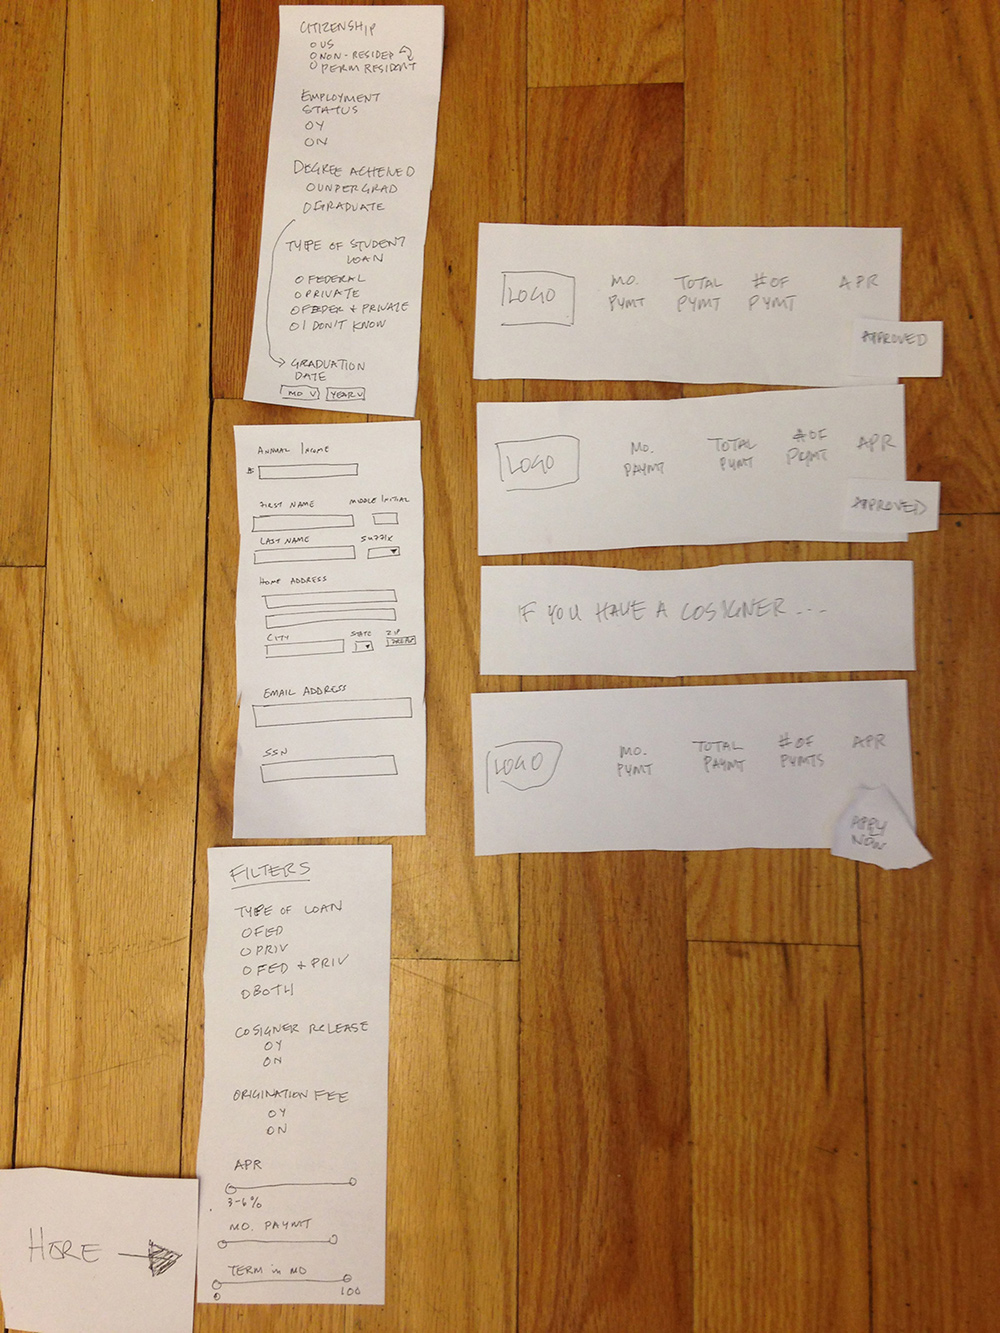 CITIZENSHIP
O US
O NON-RESIDEP
O PERM RESIDENT
EMPLOYMENT
STATUS
O Y
O N
DEGREE ACHEIVED
O UNDERGRAD
O GRADUATE
TYPE OF STUDENT
LOAN
O FEDERAL
O PRIVATE
O FEDER + PRIVATE
O I DON'T KNOW
GRADUATION
DATE
MO V YEAR V
ANNUAL INCOME
#
FIRST NAME MIDDLE INITIAL
LAST NAME SUFFIX
HOME ADDRESS
CITY STATE ZIP
EMAIL ADDRESS
SSN
FILTERS
TYPE OF LOAN
O FED
O PRIV
O FED + PRIV
O BOTH
COSIGNER RELEASE
O Y
O N
ORIGINATION FEE
O Y
O N
APR
3-6%
MO. PAYMT
TERM in MO
0 100
HERE
LOGO MO. PYMT TOTAL PYMT # OF PYMT APR
APPROVED
LOGO MO. PAYMT TOTAL PYMT # OF PYMT APR
APPROVED
IF YOU HAVE A COSIGNER ...
LOGO MO. PYMT TOTAL PAYMT # OF PYMTS APR
APPLY
NOW